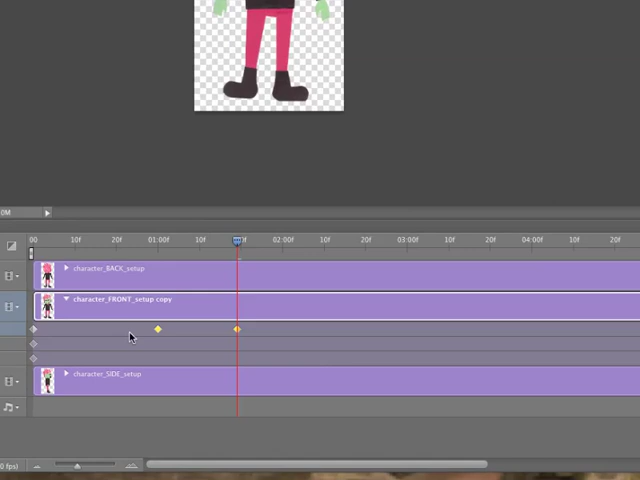 0M
00 10f 20f 01:00f 10f 20f 02:00f 10f 20f 03:00f 10f 20f 04:00f 10f 20f
character_BACK_setup
character_FRONT_setup copy
character_SIDE_setup
0 fps)